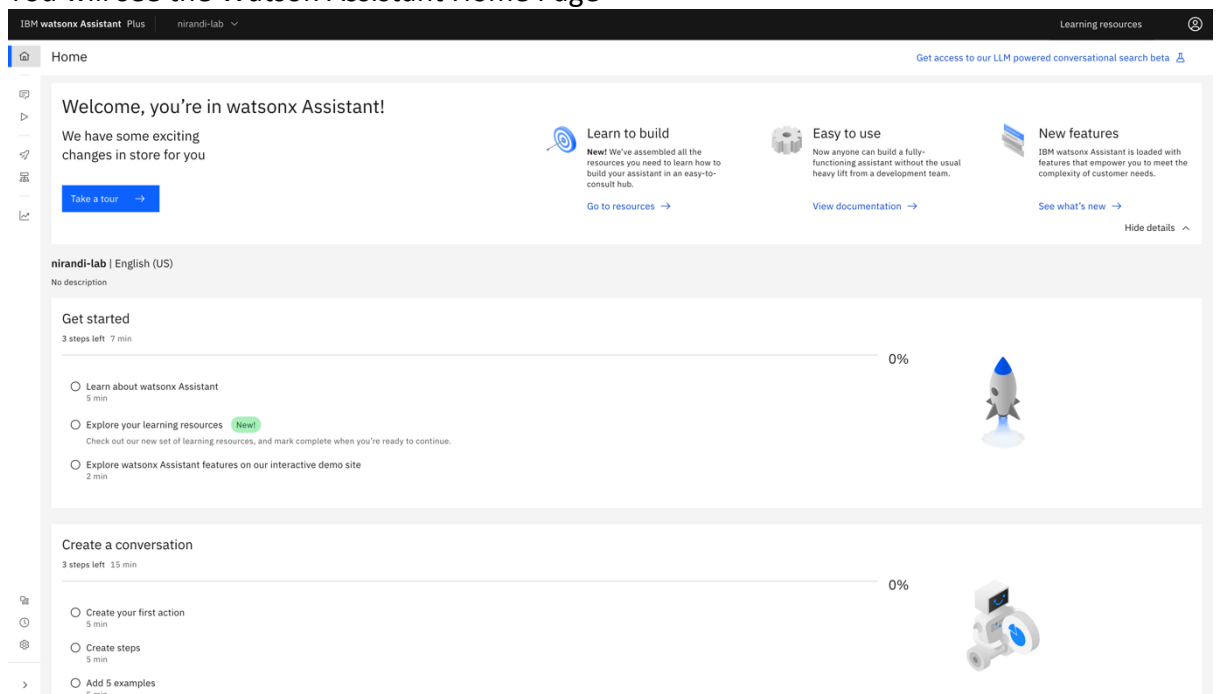 You will see the Watson Assistant Home Page
IBM watsonx Assistant Plus nirandi-lab Learning resources
Home Get access to our LLM powered conversational search beta
Welcome, you're in watsonx Assistant!
We have some exciting
changes in store for you
Take a tour
Learn to build
New! We've assembled all the
resources you need to learn how to
build your assistant in an easy-to-
consult hub.
Go to resources
Easy to use
Now anyone can build a fully-
functioning assistant without the usual
heavy lift from a development team.
View documentation
New features
IBM watsonx Assistant is loaded with
features that empower you to meet the
complexity of customer needs.
See what's new
Hide details
nirandi-lab | English (US)
No description
Get started
3 steps left 7 min
0%
Learn about watsonx Assistant
5 min
Explore your learning resources New!
Check out our new set of learning resources, and mark complete when you're ready to continue.
Explore watsonx Assistant features on our interactive demo site
2 min
Create a conversation
3 steps left 15 min
0%
Create your first action
5 min
Create steps
5 min
Add 5 examples
5 min